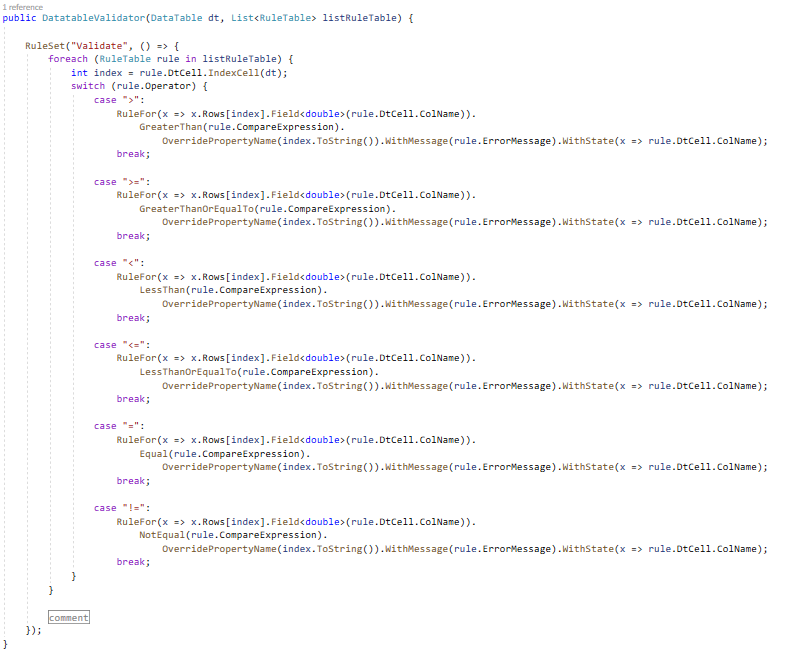 1 reference
public DatatableValidator(DataTable dt, List<RuleTable> listRuleTable) {
RuleSet("Validate", () => {
foreach (RuleTable rule in listRuleTable) {
int index = rule.DtCell.IndexCell(dt);
switch (rule.Operator) {
case ">":
RuleFor(x => x.Rows[index].Field<double>(rule.DtCell.ColName)).
GreaterThan(rule.CompareExpression).
OverridePropertyName(index.ToString()).WithMessage(rule.ErrorMessage).WithState(x => rule.DtCell.ColName);
break;
case ">=":
RuleFor(x => x.Rows[index].Field<double>(rule.DtCell.ColName)).
GreaterThanOrEqualTo(rule.CompareExpression).
OverridePropertyName(index.ToString()).WithMessage(rule.ErrorMessage).WithState(x => rule.DtCell.ColName);
break;
case "<":
RuleFor(x => x.Rows[index].Field<double>(rule.DtCell.ColName)).
LessThan(rule.CompareExpression).
OverridePropertyName(index.ToString()).WithMessage(rule.ErrorMessage).WithState(x => rule.DtCell.ColName);
break;
case "<=":
RuleFor(x => x.Rows[index].Field<double>(rule.DtCell.ColName)).
LessThanOrEqualTo(rule.CompareExpression).
OverridePropertyName(index.ToString()).WithMessage(rule.ErrorMessage).WithState(x => rule.DtCell.ColName);
break;
case "=":
RuleFor(x => x.Rows[index].Field<double>(rule.DtCell.ColName)).
Equal(rule.CompareExpression).
OverridePropertyName(index.ToString()).WithMessage(rule.ErrorMessage).WithState(x => rule.DtCell.ColName);
break;
case "!=":
RuleFor(x => x.Rows[index].Field<double>(rule.DtCell.ColName)).
NotEqual(rule.CompareExpression).
OverridePropertyName(index.ToString()).WithMessage(rule.ErrorMessage).WithState(x => rule.DtCell.ColName);
break;
}
}
comment
});
}